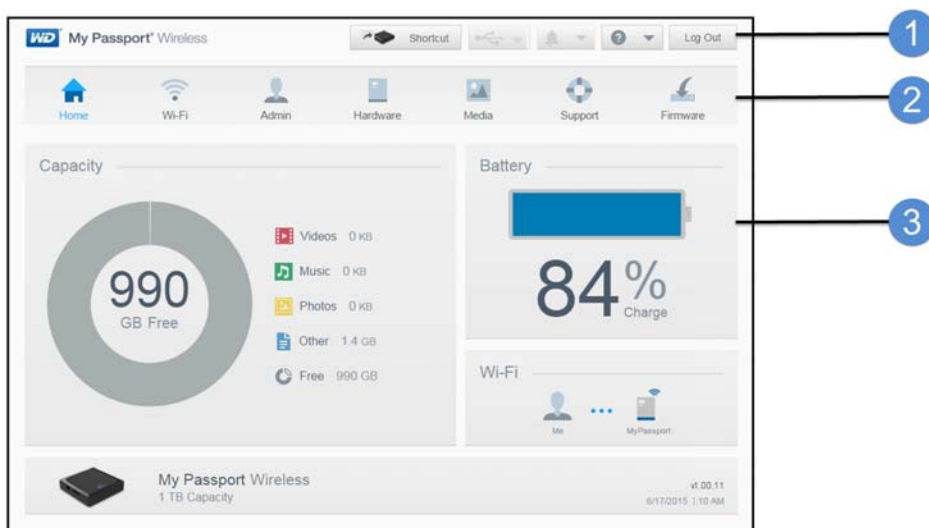 WD My Passport® Wireless
Shortcut
Log Out
1
Home Wi-Fi Admin Hardware Media Support Firmware
2
Capacity
990
GB Free
Videos 0 KB
Music 0 KB
Photos 0 KB
Other 1.4 GB
Free 990 GB
Battery
3
84%
Charge
Wi-Fi
Me MyPassport
My Passport Wireless
1 TB Capacity
v1.00.11
6/17/2015 1:10 AM